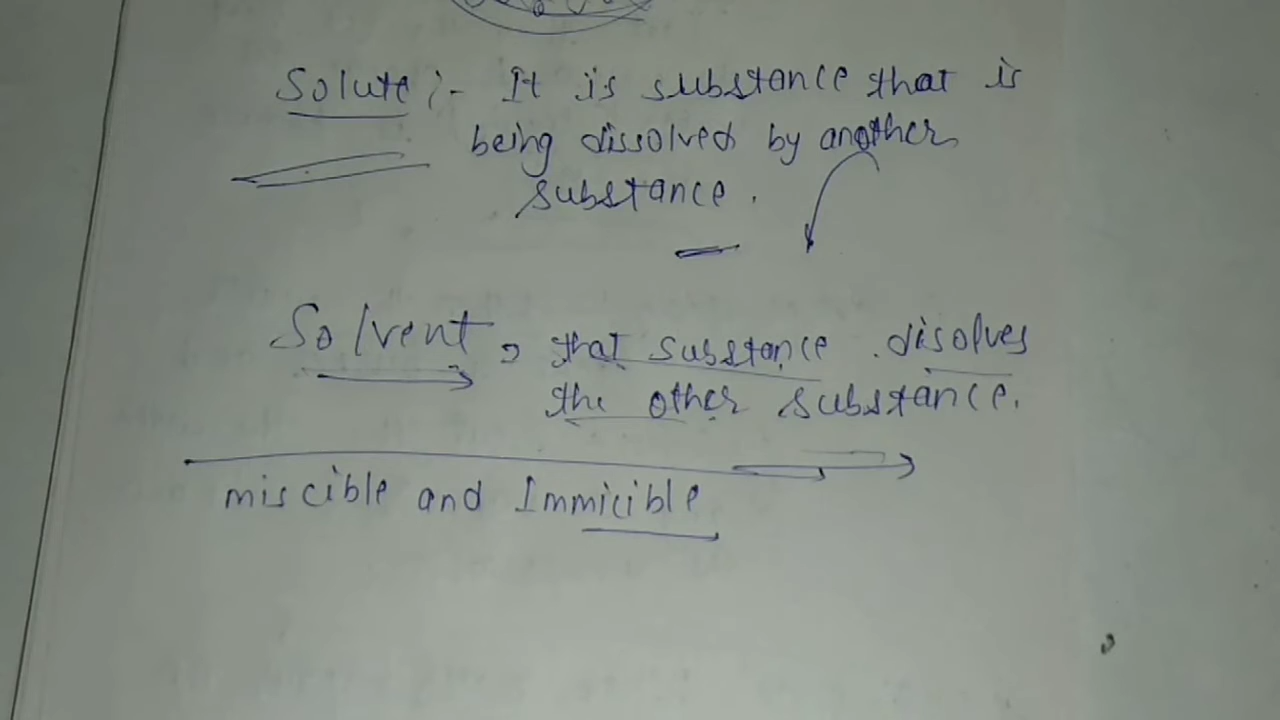 Solute :- It is substance that is
being dissolved by another
substance.
Solvent, that substance . disolves
the other substance.
miscible and Immicible